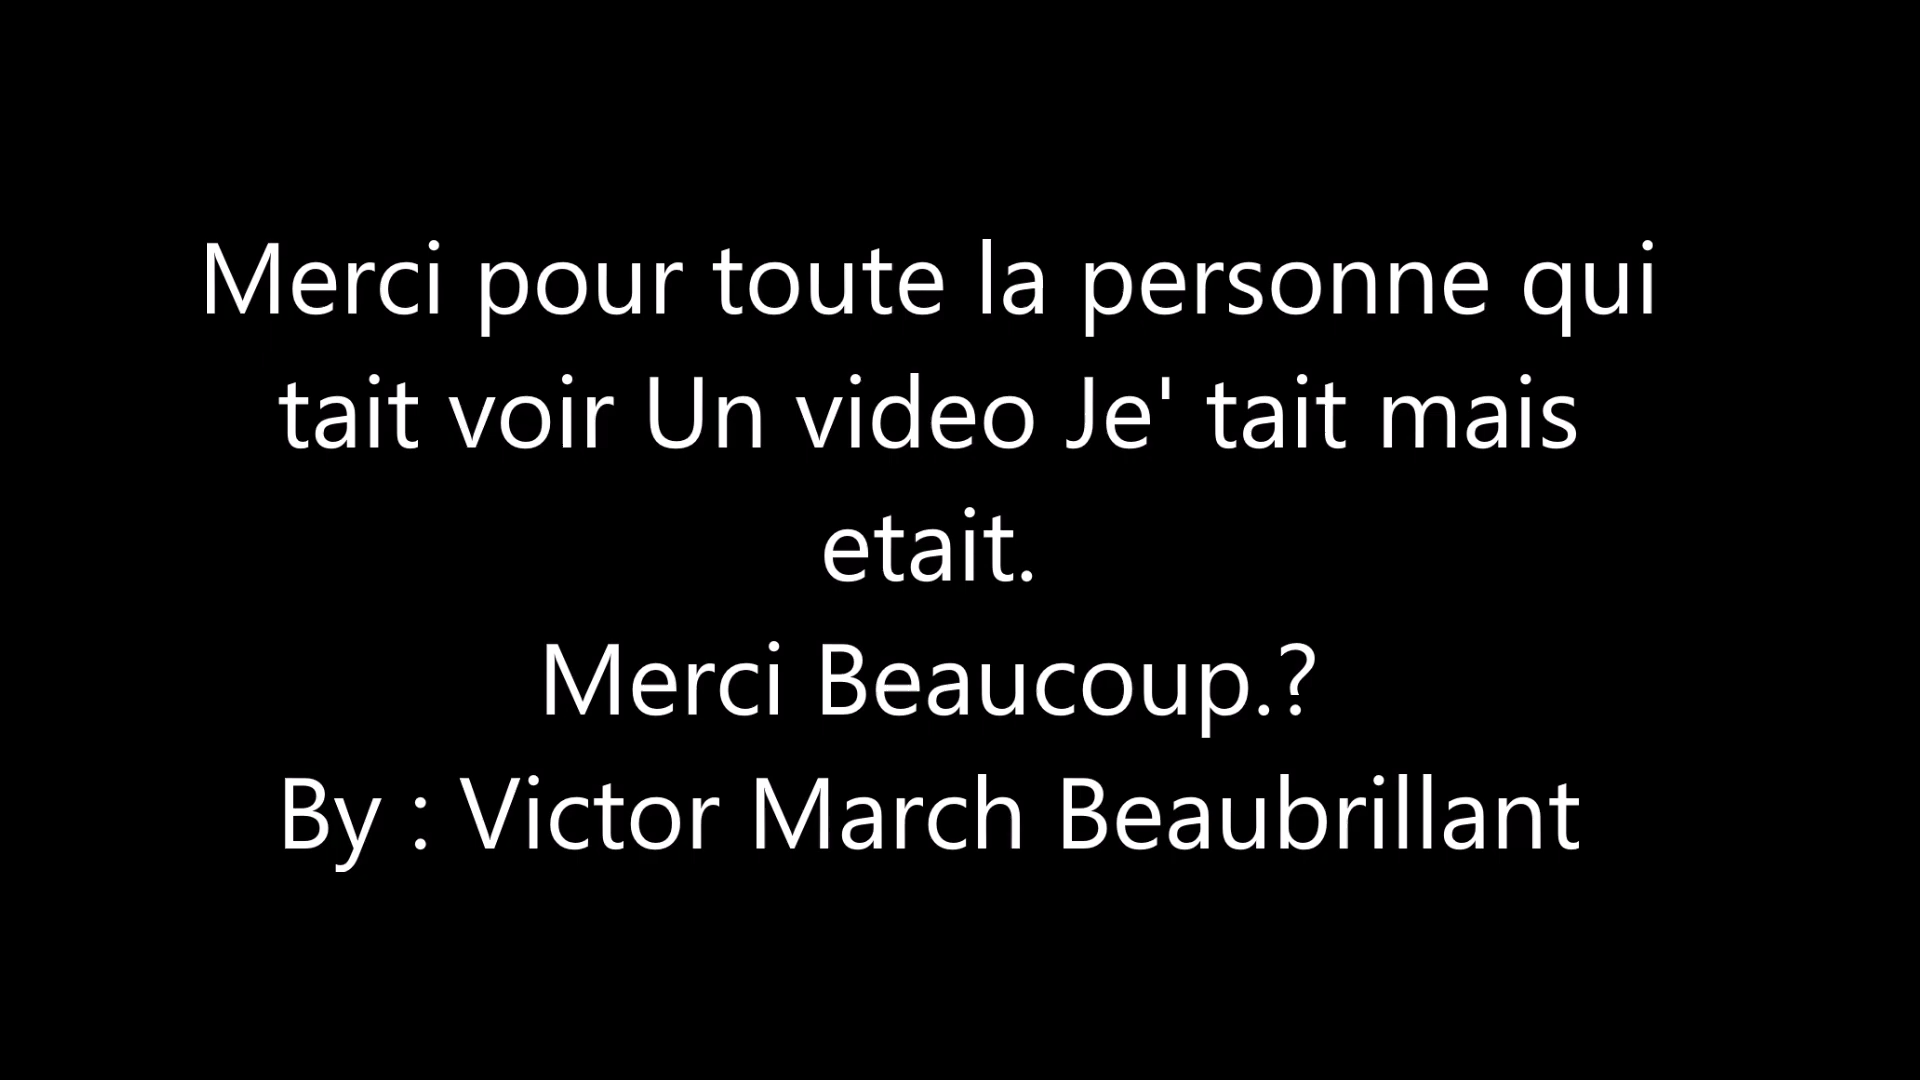 Merci pour toute la personne qui
tait voir Un video Je' tait mais
etait.
Merci Beaucoup.?
By : Victor March Beaubrillant